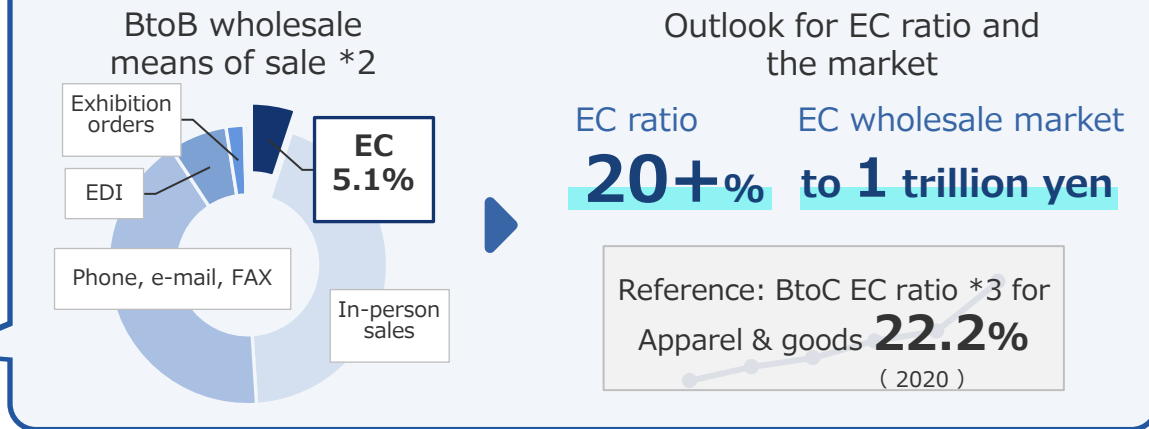 BtoB wholesale
means of sale *2
Exhibition
orders
EDI
Phone, e-mail, FAX
EC
5.1%
In-person
sales
Outlook for EC ratio and
the market
EC ratio
20+%
EC wholesale market
to 1 trillion yen
Reference: BtoC EC ratio *3 for
Apparel & goods 22.2%
( 2020 )